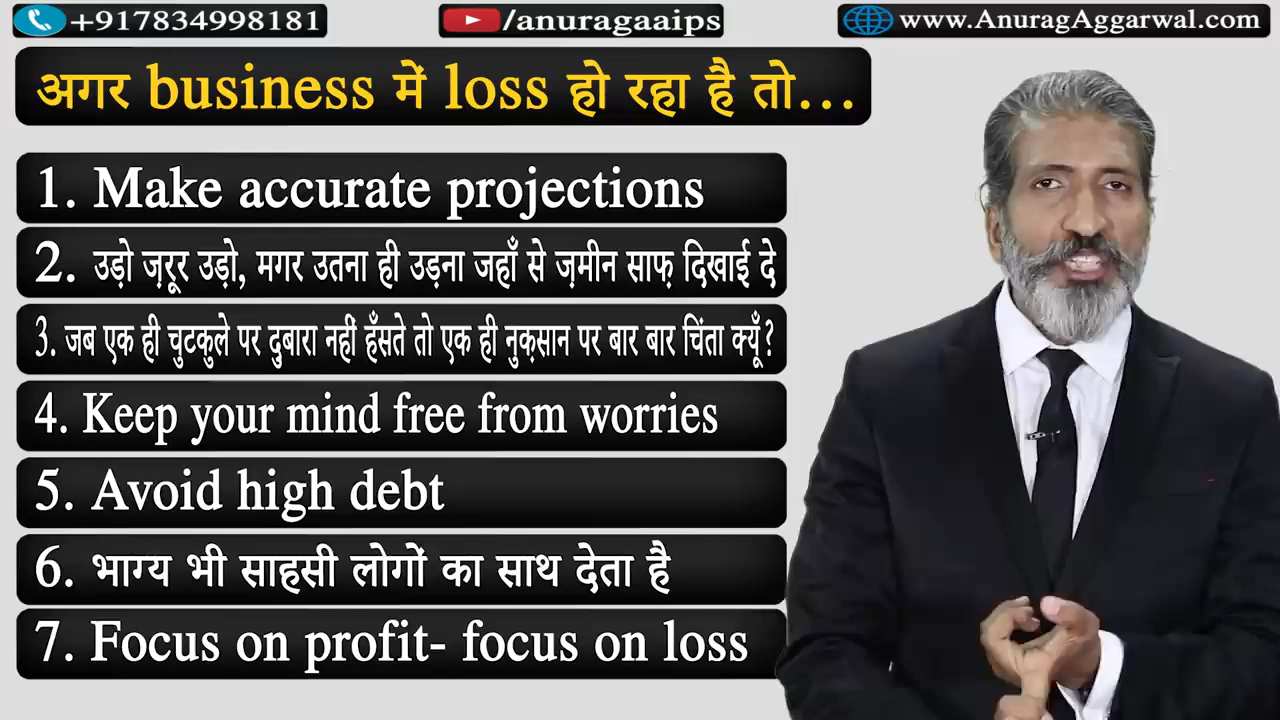 +917834998181
/anuragaaips
www.AnuragAggarwal.com
अगर business में loss हो रहा है तो...
1. Make accurate projections
2. उड़ो ज़रूर उड़ो, मगर उतना ही उड़ना जहाँ से ज़मीन साफ़ दिखाई दे
3. जब एक ही चुटकुले पर दुबारा नहीं हँसते तो एक ही नुक़सान पर बार बार चिंता क्यूँ?
4. Keep your mind free from worries
5. Avoid high debt
6. भाग्य भी साहसी लोगों का साथ देता है
7. Focus on profit- focus on loss